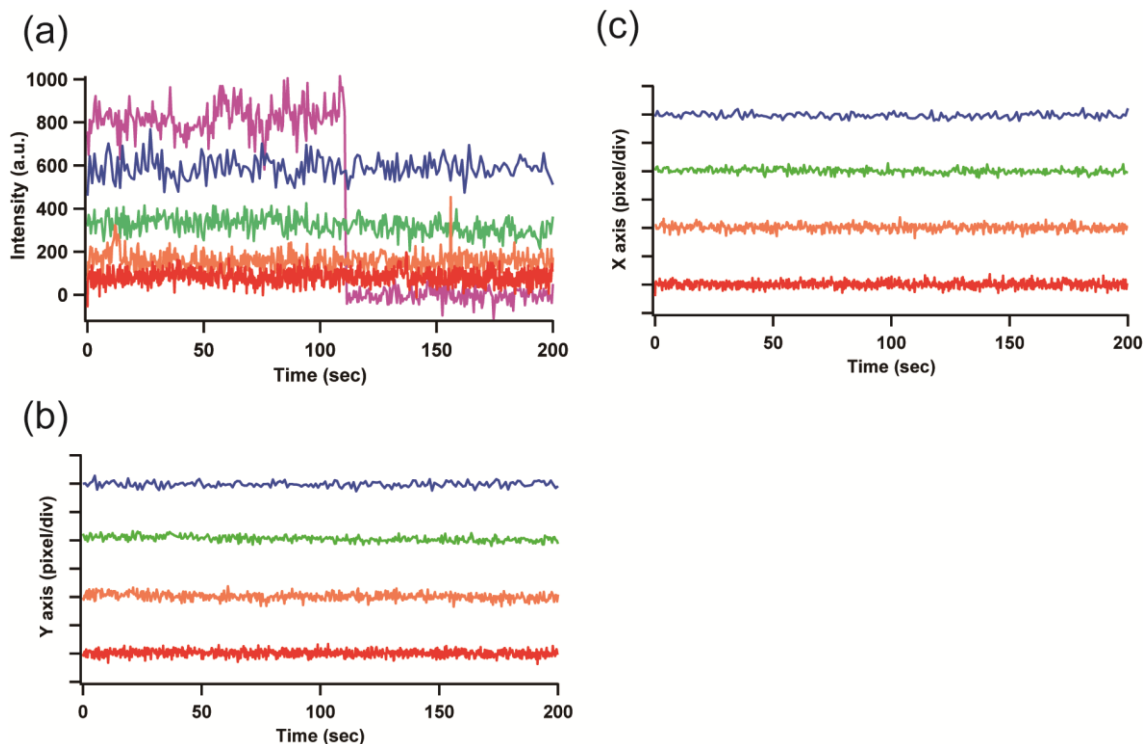 (a)
1000
800
600
400
200
0
Intensity (a.u.)
0 50 100 150 200
Time (sec)
(c)
X axis (pixel/div)
0 50 100 150 200
Time (sec)
(b)
Y axis (pixel/div)
0 50 100 150 200
Time (sec)